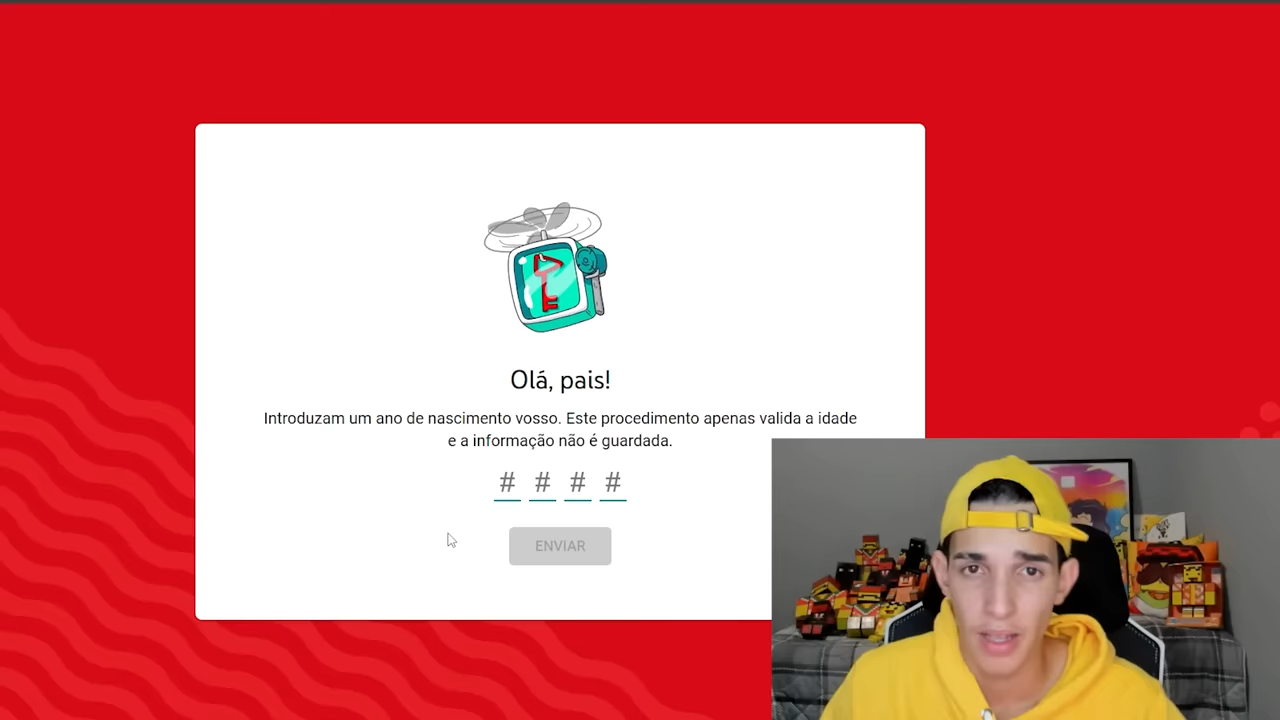 Olá, pais!
Introduzam um ano de nascimento vosso. Este procedimento apenas valida a idade
e a informação não é guardada.
# # # #
ENVIAR